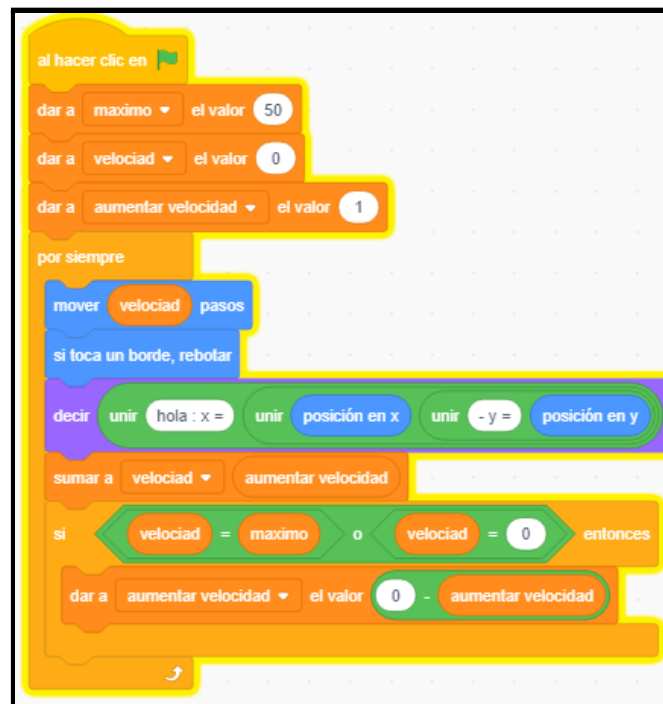 al hacer clic en
dar a maximo el valor 50
dar a velociad el valor 0
dar a aumentar velocidad el valor 1
por siempre
mover velociad pasos
si toca un borde, rebotar
decir unir hola : x = unir posición en x unir - y = posición en y
sumar a velociad aumentar velocidad
si velociad = maximo o velociad = 0 entonces
dar a aumentar velocidad el valor 0 - aumentar velocidad